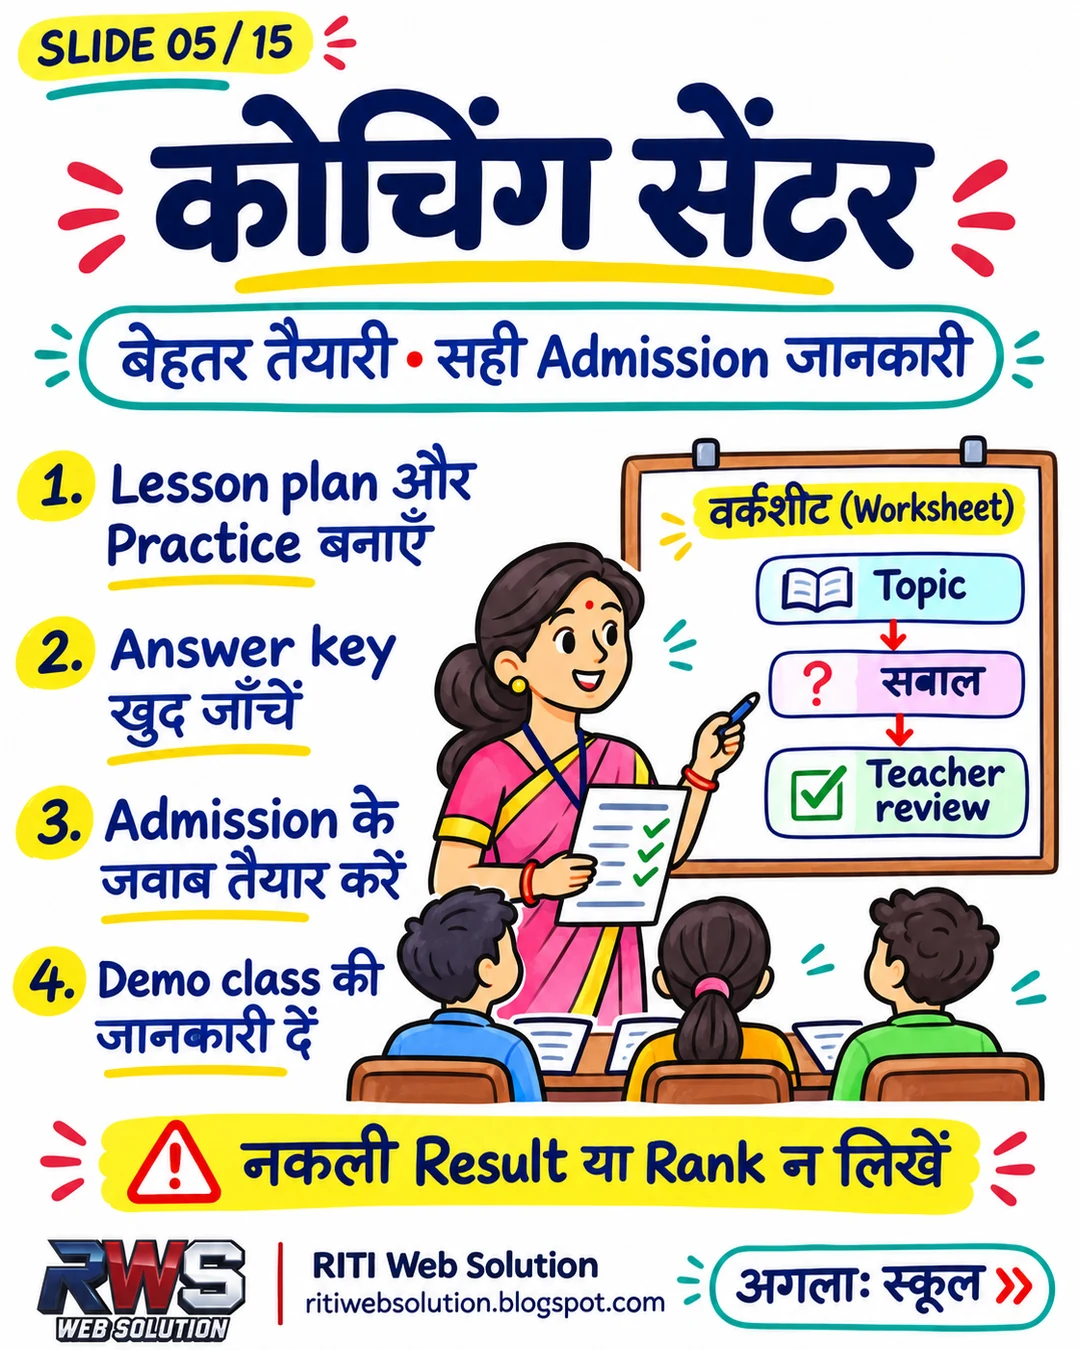 SLIDE 05/15
कोचिंग सेंटर
बेहतर तैयारी • सही Admission जानकारी
1. Lesson plan और
Practice बनाएँ
2. Answer key
खुद जाँचें
3. Admission के
जवाब तैयार करें
4. Demo class की
जानकारी दें
वर्कशीट (Worksheet)
Topic
? सबाल
Teacher
review
नकली Result या Rank न लिखें
RWS
WEB SOLUTION
RITI Web Solution
ritiwebsolution.blogspot.com
अगला: स्कूल »